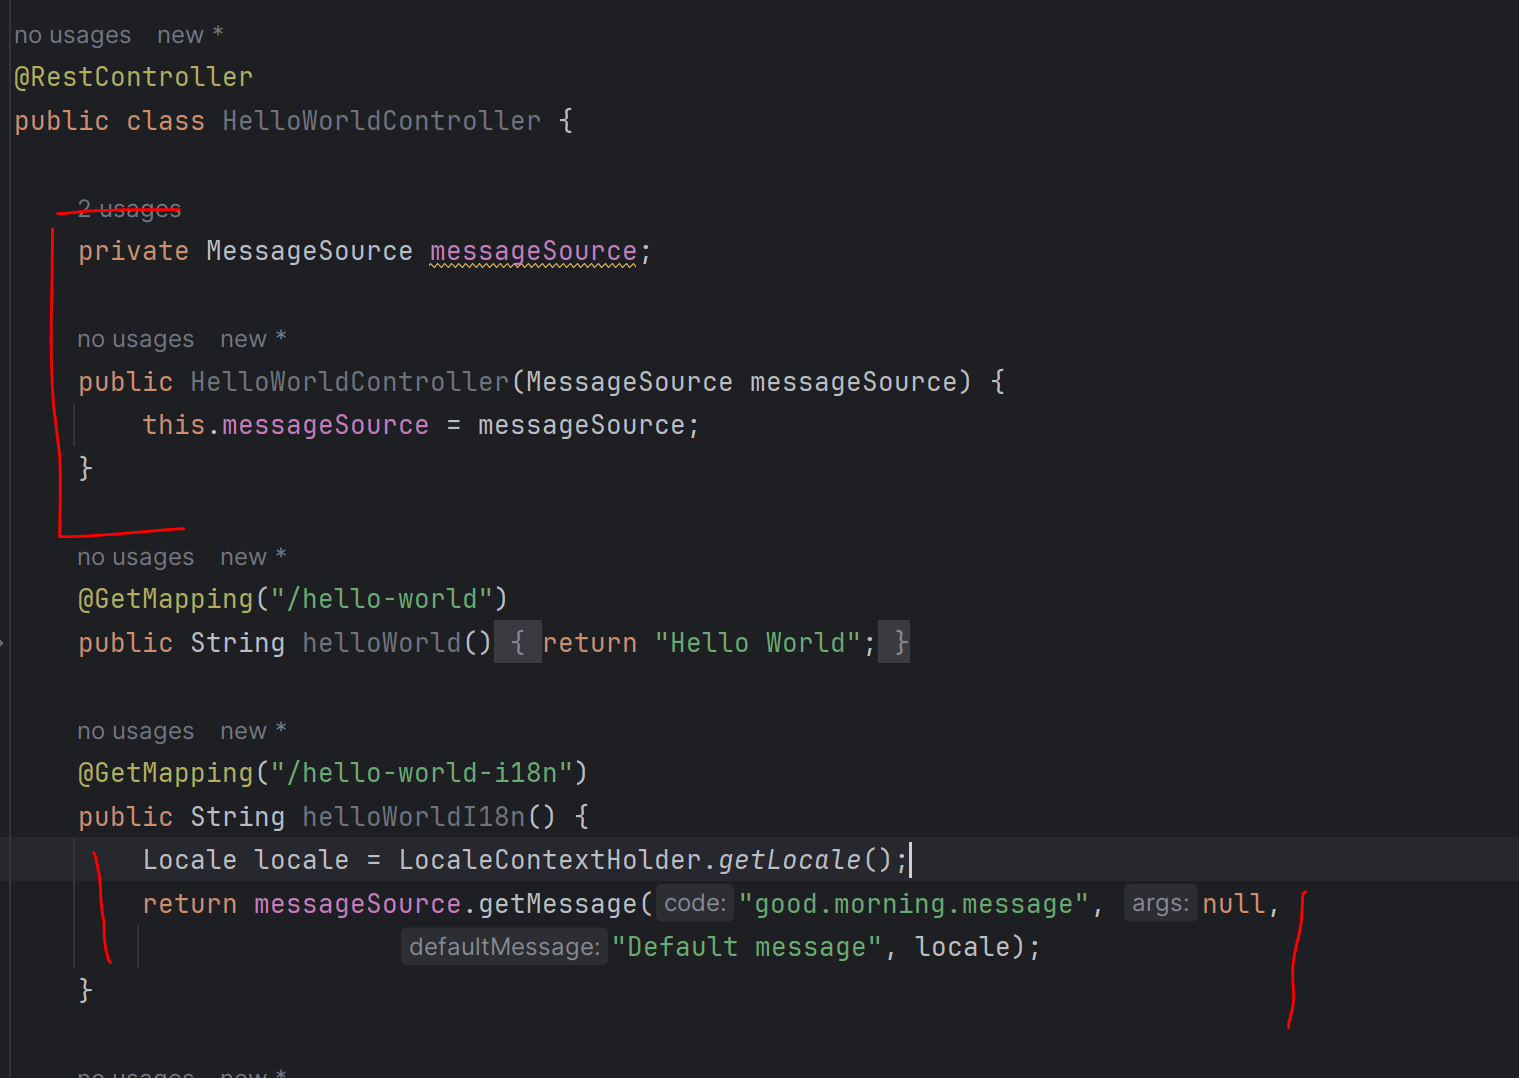 no usages new *
@RestController
public class HelloWorldController {
2 usages
private MessageSource messageSource;
no usages new *
public HelloWorldController(MessageSource messageSource) {
this.messageSource = messageSource;
}
no usages new *
@GetMapping("/hello-world")
public String helloWorld() { return "Hello World"; }
no usages new *
@GetMapping("/hello-world-i18n")
public String helloWorldI18n() {
Locale locale = LocaleContextHolder.getLocale();
return messageSource.getMessage( code: "good.morning.message", args: null,
defaultMessage: "Default message", locale);
}
no usages new *